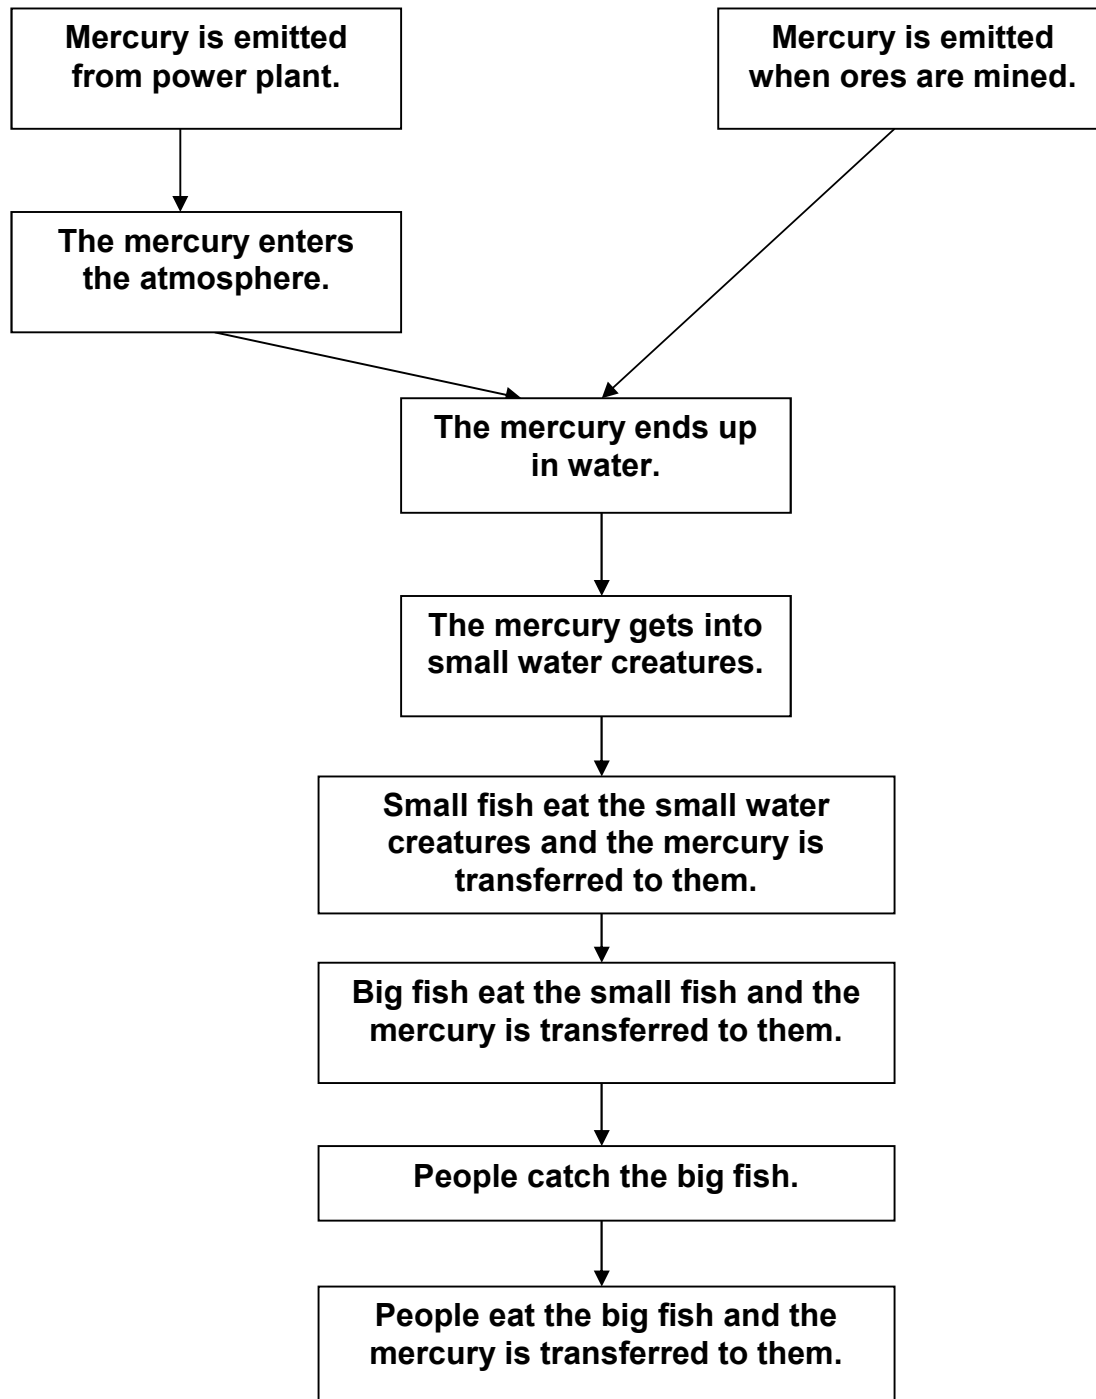 Mercury is emitted
from power plant.
Mercury is emitted
when ores are mined.
The mercury enters
the atmosphere.
The mercury ends up
in water.
The mercury gets into
small water creatures.
Small fish eat the small water
creatures and the mercury is
transferred to them.
Big fish eat the small fish and the
mercury is transferred to them.
People catch the big fish.
People eat the big fish and the
mercury is transferred to them.